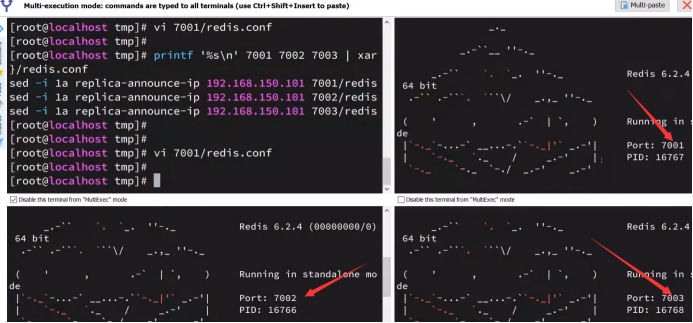 Multi-execution mode: commands are typed to all terminals (use Ctrl+Shift+Insert to paste)
Multi-paste
[root@localhost tmp]# vi 7001/redis.conf
[root@localhost tmp]#
[root@localhost tmp]# printf '%s\n' 7001 7002 7003 | xar
}/redis.conf
sed -i 1a replica-announce-ip 192.168.150.101 7001/redis
sed -i 1a replica-announce-ip 192.168.150.101 7002/redis
sed -i 1a replica-announce-ip 192.168.150.101 7003/redis
[root@localhost tmp]#
[root@localhost tmp]#
[root@localhost tmp]# vi 7001/redis.conf
[root@localhost tmp]#
[root@localhost tmp]#
Redis 6.2.4
64 bit
Running in s
de
Port: 7001
PID: 16767
Disable this terminal from "MultiExec" mode
Disable this terminal from "MultiExec" mode
Redis 6.2.4 (00000000/0)
64 bit
Running in standalone mo
de
Port: 7002
PID: 16766
Redis 6.2.4
64 bit
Running in s
de
Port: 7003
PID: 16768